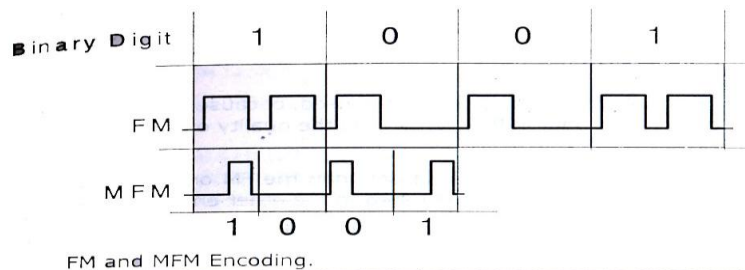 Binary Digit 1 0 0 1
FM
MFM
1 0 0 1
FM and MFM Encoding.